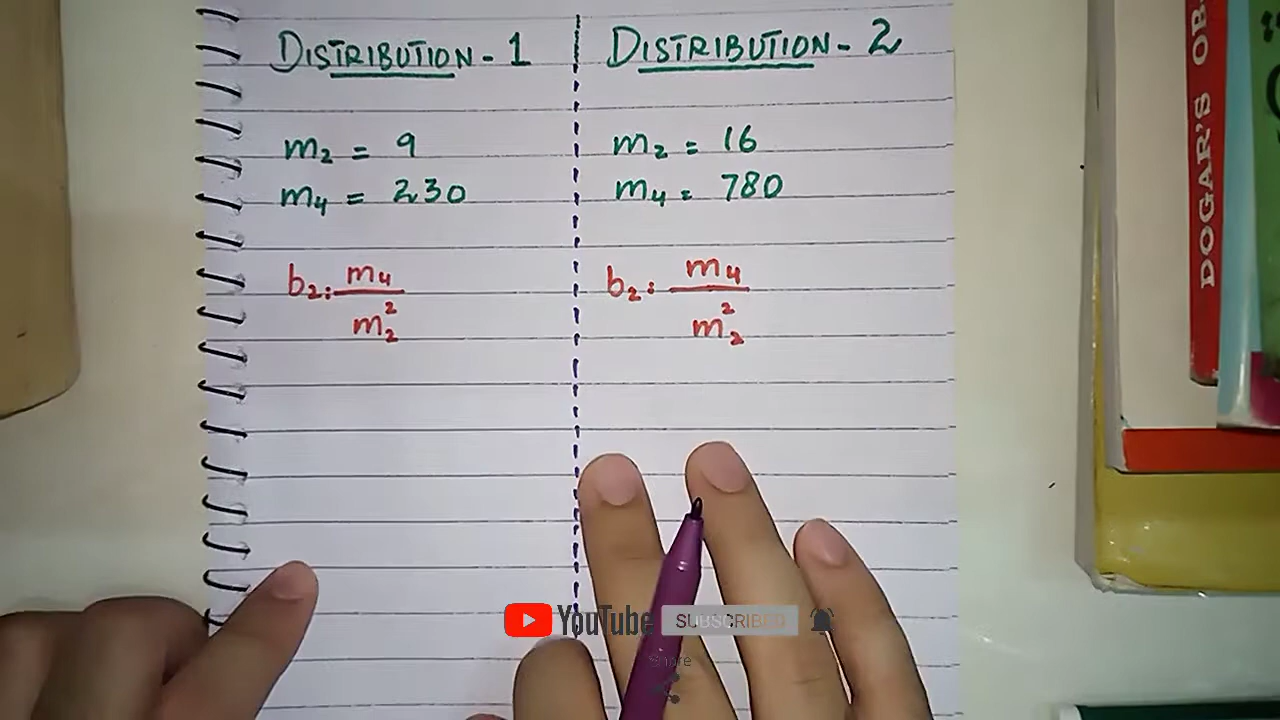 DISTRIBUTION - 1
m₂ = 9
m₄ = 230
b₂: m₄ / m₂²
DISTRIBUTION - 2
m₂ = 16
m₄ = 780
b₂: m₄ / m₂²
DOGAR'S
YouTube SUBSCRIBED
Share